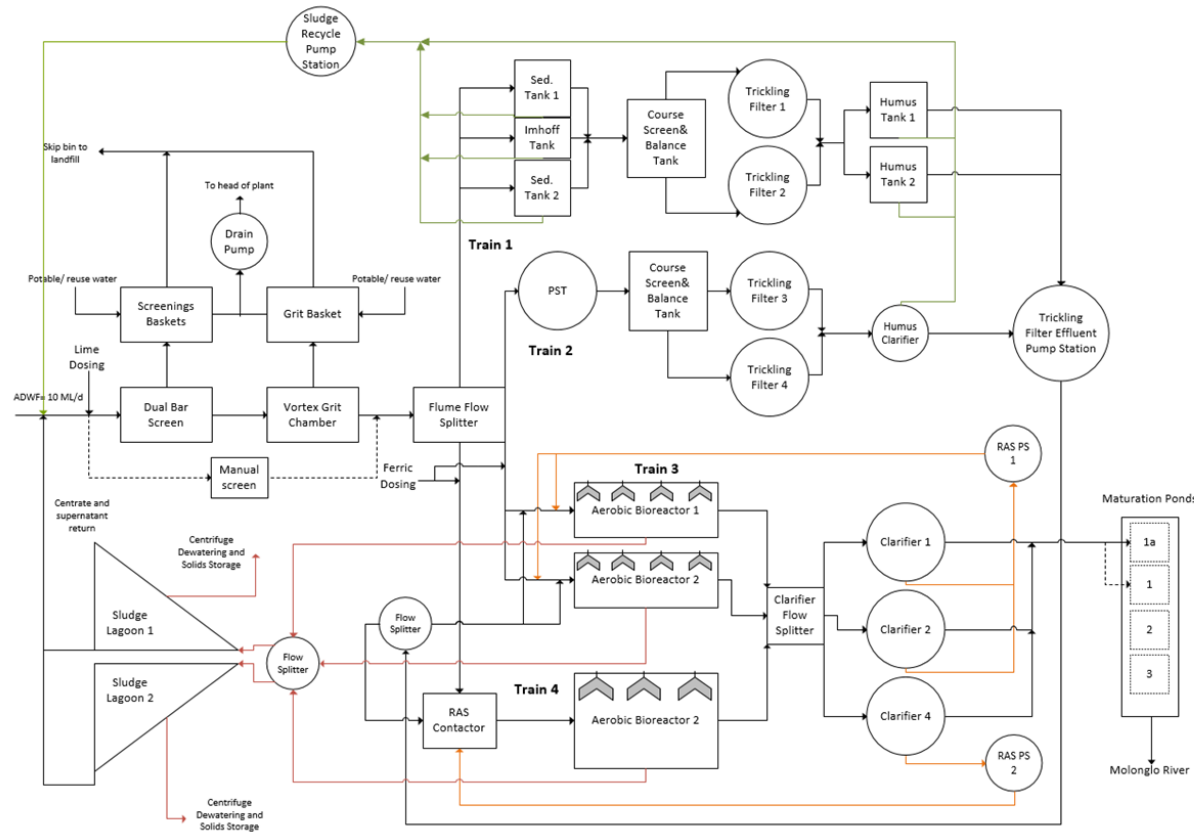 Sludge
Recycle
Pump
Station
Sed.
Tank 1
Imhoff
Tank
Sed.
Tank 2
Course
Screen&
Balance
Tank
Trickling
Filter 1
Trickling
Filter 2
Humus
Tank 1
Humus
Tank 2
Skip bin to
landfill
To head of plant
Drain
Pump
Train 1
Potable/ reuse water
Potable/ reuse water
Screenings
Baskets
Grit Basket
PST
Train 2
Course
Screen&
Balance
Tank
Trickling
Filter 3
Trickling
Filter 4
Humus
Clarifier
Trickling
Filter Effluent
Pump Station
Lime
Dosing
ADWF= 10 ML/d
Dual Bar
Screen
Vortex Grit
Chamber
Flume Flow
Splitter
Manual
screen
Ferric
Dosing
Train 3
RAS PS
1
Aerobic Bioreactor 1
Aerobic Bioreactor 2
Centrate and
supernatant
return
Centrifuge
Dewatering and
Solids Storage
Sludge
Lagoon 1
Sludge
Lagoon 2
Flow
Splitter
Flow
Splitter
Clarifier
Flow
Splitter
Clarifier 1
Clarifier 2
Clarifier 4
Maturation Ponds
1a
1
2
3
Train 4
RAS
Contactor
Aerobic Bioreactor 2
RAS PS
2
Molonglo River
Centrifuge
Dewatering and
Solids Storage